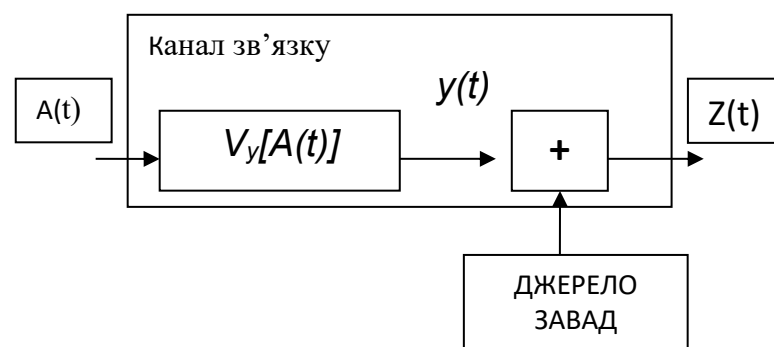 Канал зв’язку
y(t)
A(t)
Vy[A(t)]
+
Z(t)
ДЖЕРЕЛО
ЗАВАД